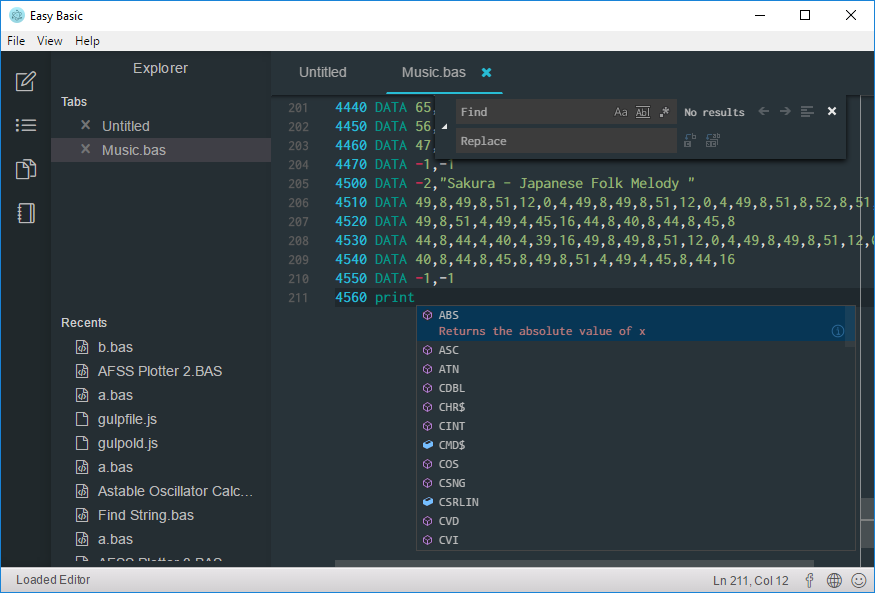 Easy Basic
File View Help
Explorer
Tabs
Untitled
Music.bas
Recents
b.bas
AFSS Plotter 2.BAS
a.bas
gulpfile.js
gulpold.js
a.bas
Astable Oscillator Calc...
Find String.bas
a.bas
Untitled Music.bas
Find Aa Abl .* No results
Replace
201 4440 DATA 65,
202 4450 DATA 56,
203 4460 DATA 47,
204 4470 DATA -1,-1
205 4500 DATA -2,"Sakura - Japanese Folk Melody "
206 4510 DATA 49,8,49,8,51,12,0,4,49,8,49,8,51,12,0,4,49,8,51,8,52,8,51
207 4520 DATA 49,8,51,4,49,4,45,16,44,8,40,8,44,8,45,8
208 4530 DATA 44,8,44,4,40,4,39,16,49,8,49,8,51,12,0,4,49,8,49,8,51,12,
209 4540 DATA 40,8,44,8,45,8,49,8,51,4,49,4,45,8,44,16
210 4550 DATA -1,-1
211 4560 print
ABS
Returns the absolute value of x
ASC
ATN
CDBL
CHR$
CINT
CMD$
COS
CSNG
CSRLIN
CVD
CVI
Loaded Editor
Ln 211, Col 12